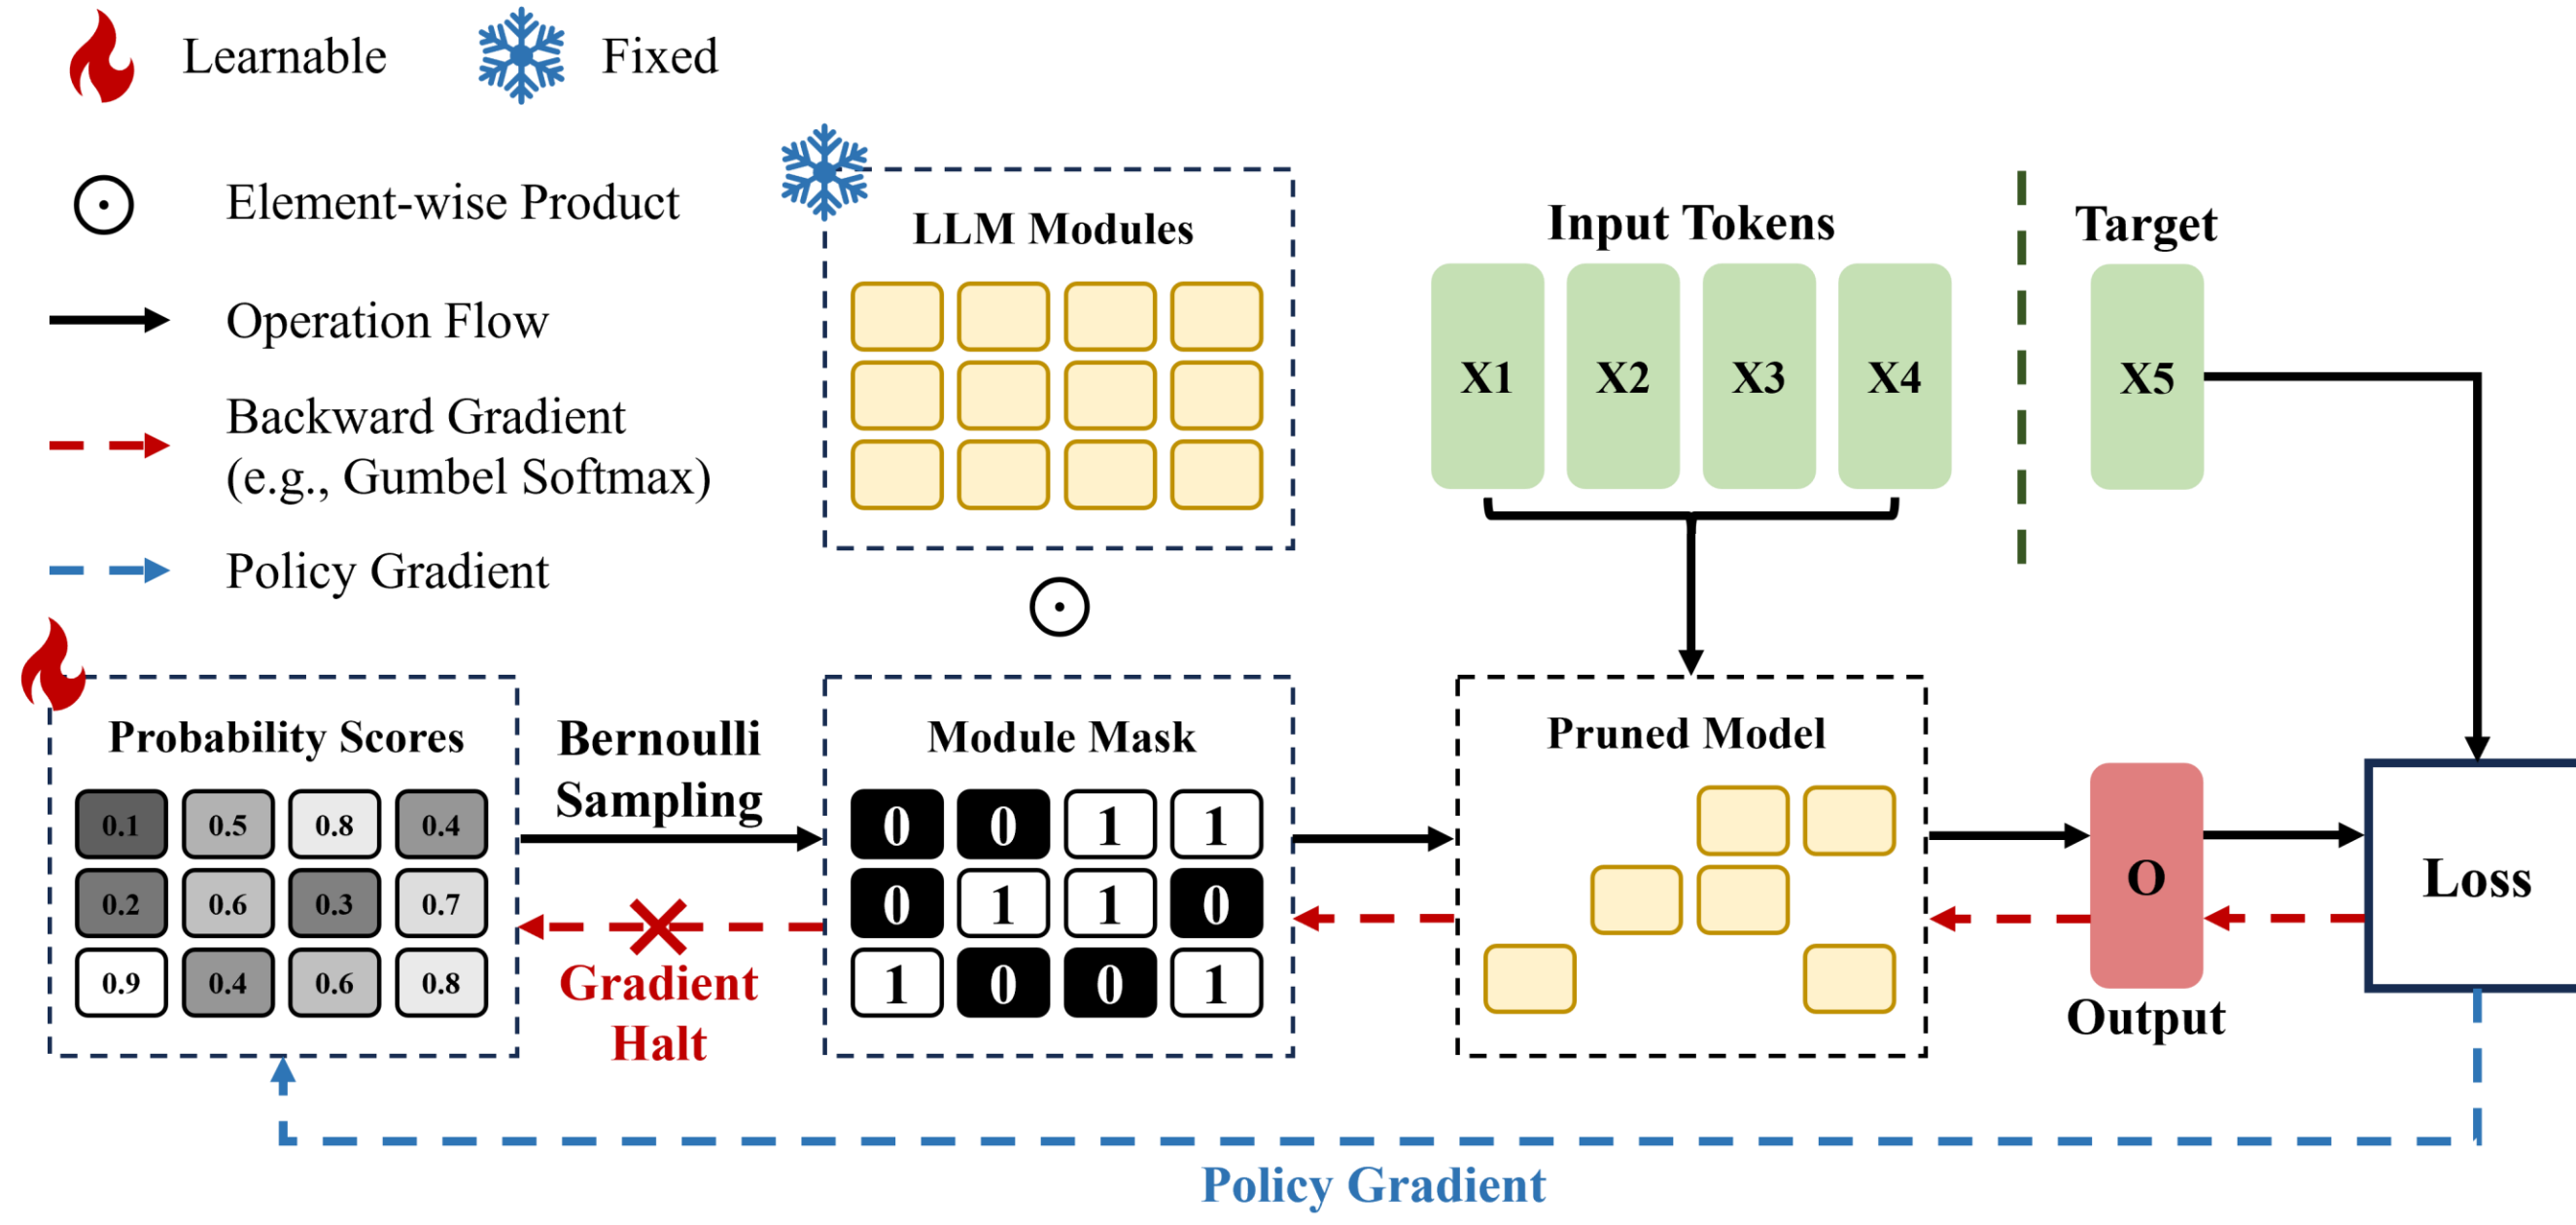 Learnable
Fixed
Element-wise Product
Operation Flow
Backward Gradient
(e.g., Gumbel Softmax)
Policy Gradient
LLM Modules
Input Tokens
X1 X2 X3 X4
Target
X5
Probability Scores
0.1 0.5 0.8 0.4
0.2 0.6 0.3 0.7
0.9 0.4 0.6 0.8
Bernoulli
Sampling
Gradient
Halt
Module Mask
0 0 1 1
0 1 1 0
1 0 0 1
Pruned Model
O
Output
Loss
Policy Gradient